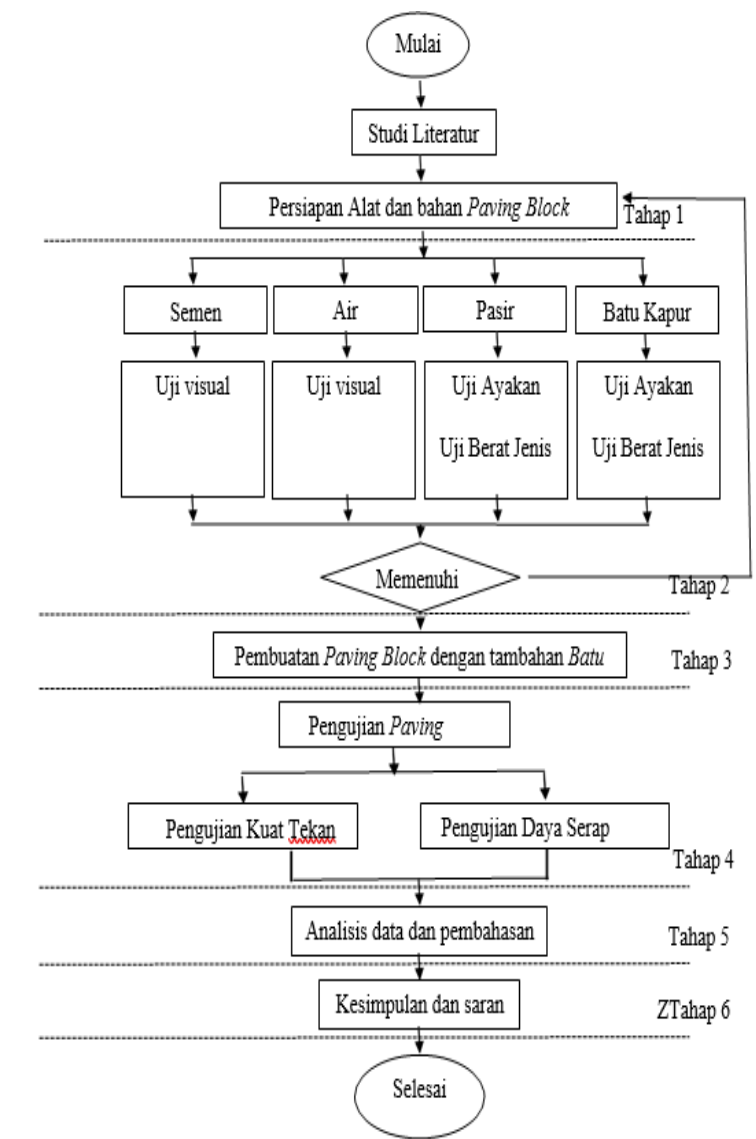 Mulai
Studi Literatur
Persiapan Alat dan bahan Paving Block
Tahap 1
Semen
Air
Pasir
Batu Kapur
Uji visual
Uji visual
Uji Ayakan
Uji Berat Jenis
Uji Ayakan
Uji Berat Jenis
Memenuhi
Tahap 2
Pembuatan Paving Block dengan tambahan Batu
Tahap 3
Pengujian Paving
Pengujian Kuat Tekan
Pengujian Daya Serap
Tahap 4
Analisis data dan pembahasan
Tahap 5
Kesimpulan dan saran
ZTahap 6
Selesai